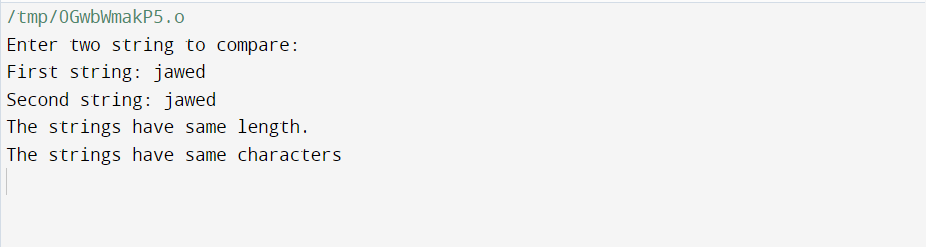 /tmp/0GwbWmakP5.o
Enter two string to compare:
First string: jawed
Second string: jawed
The strings have same length.
The strings have same characters